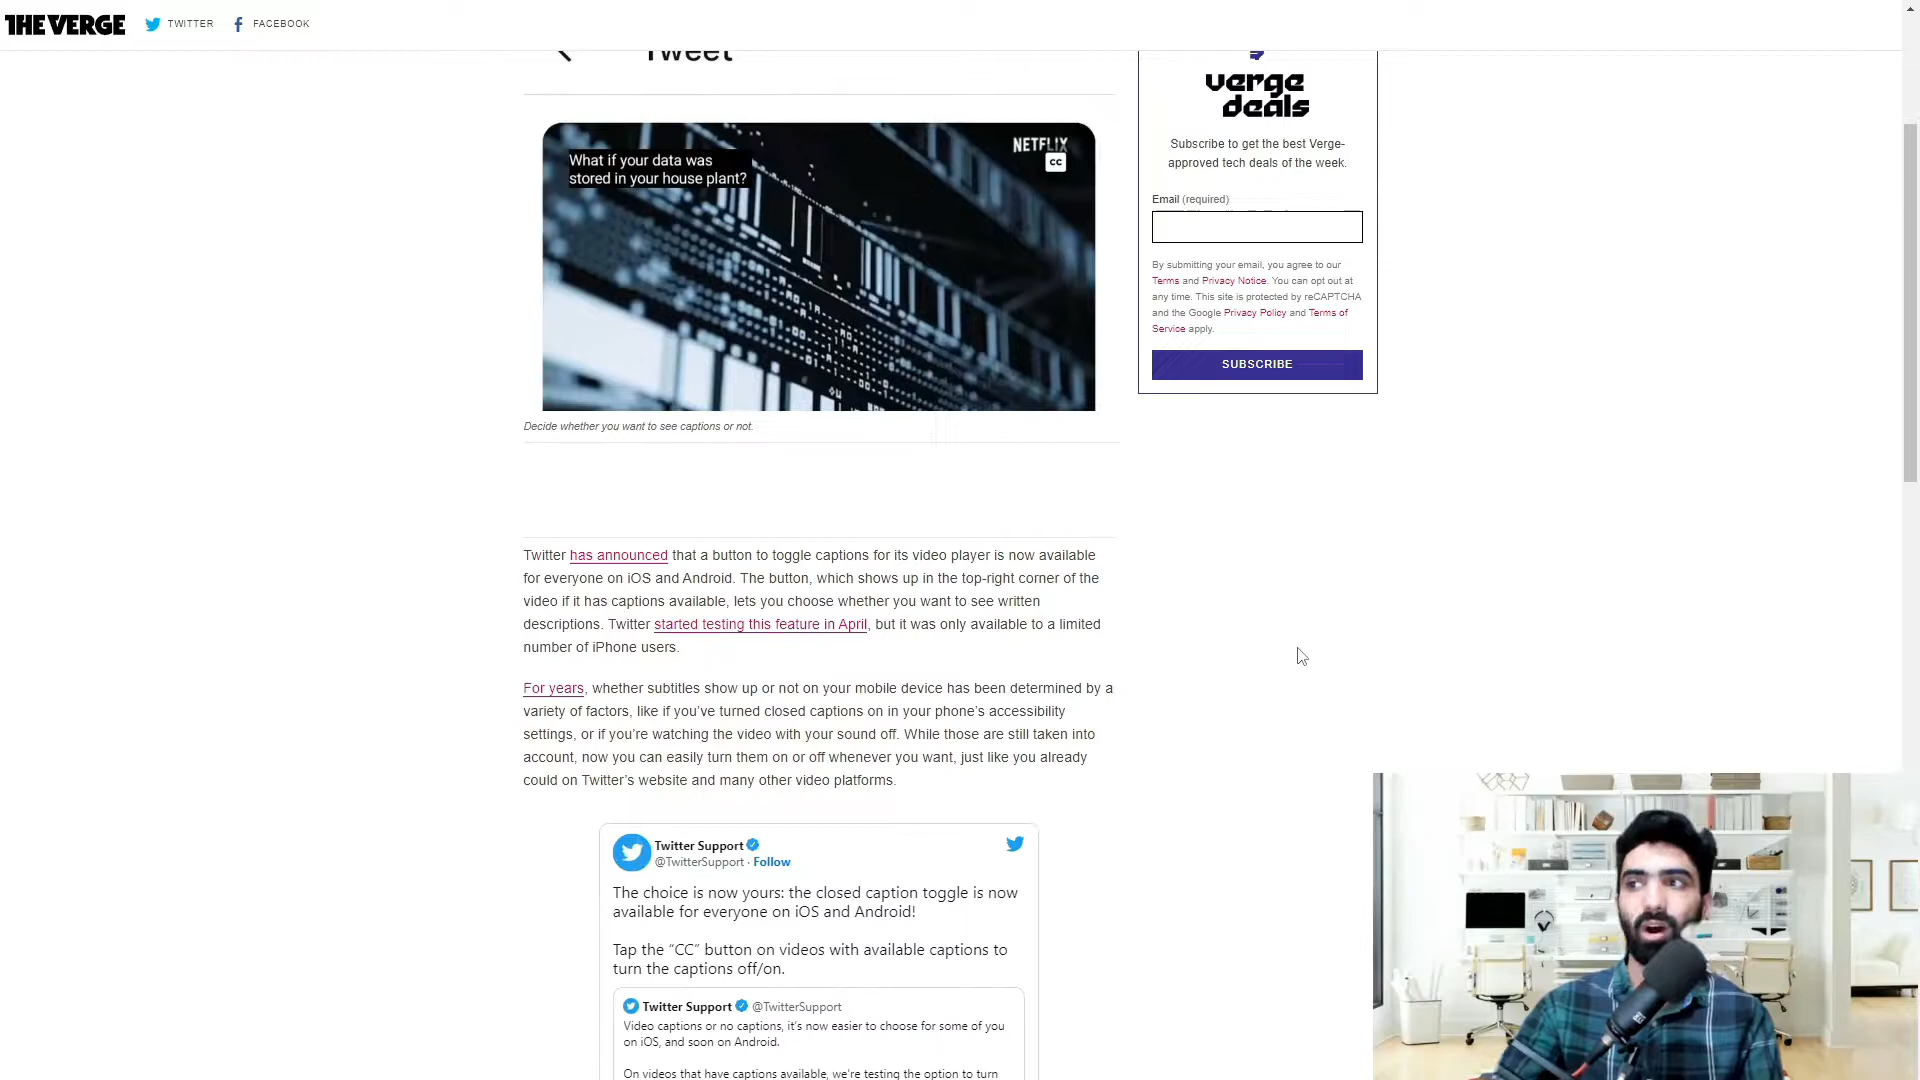 THE VERGE
TWITTER
FACEBOOK
Tweet
What if your data was
stored in your house plant?
NETFLIX
CC
Decide whether you want to see captions or not.
verge
deals
Subscribe to get the best Verge-
approved tech deals of the week.
Email (required)
By submitting your email, you agree to our
Terms and Privacy Notice. You can opt out at
any time. This site is protected by reCAPTCHA
and the Google Privacy Policy and Terms of
Service apply.
SUBSCRIBE
Twitter has announced that a button to toggle captions for its video player is now available
for everyone on iOS and Android. The button, which shows up in the top-right corner of the
video if it has captions available, lets you choose whether you want to see written
descriptions. Twitter started testing this feature in April, but it was only available to a limited
number of iPhone users.
For years, whether subtitles show up or not on your mobile device has been determined by a
variety of factors, like if you’ve turned closed captions on in your phone’s accessibility
settings, or if you’re watching the video with your sound off. While those are still taken into
account, now you can easily turn them on or off whenever you want, just like you already
could on Twitter’s website and many other video platforms.
Twitter Support
@TwitterSupport · Follow
The choice is now yours: the closed caption toggle is now
available for everyone on iOS and Android!
Tap the “CC” button on videos with available captions to
turn the captions off/on.
Twitter Support @TwitterSupport
Video captions or no captions, it’s now easier to choose for some of you
on iOS, and soon on Android.
On videos that have captions available, we’re testing the option to turn